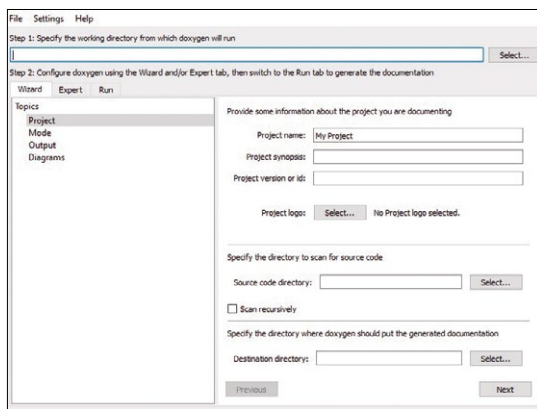 File Settings Help
Step 1: Specify the working directory from which doxygen will run
Select...
Step 2: Configure doxygen using the Wizard and/or Expert tab, then switch to the Run tab to generate the documentation
Wizard Expert Run
Topics
Project
Mode
Output
Diagrams
Provide some information about the project you are documenting
Project name: My Project
Project synopsis:
Project version or id:
Project logo: Select... No Project logo selected.
Specify the directory to scan for source code
Source code directory: Select...
Scan recursively
Specify the directory where doxygen should put the generated documentation
Destination directory: Select...
Previous Next